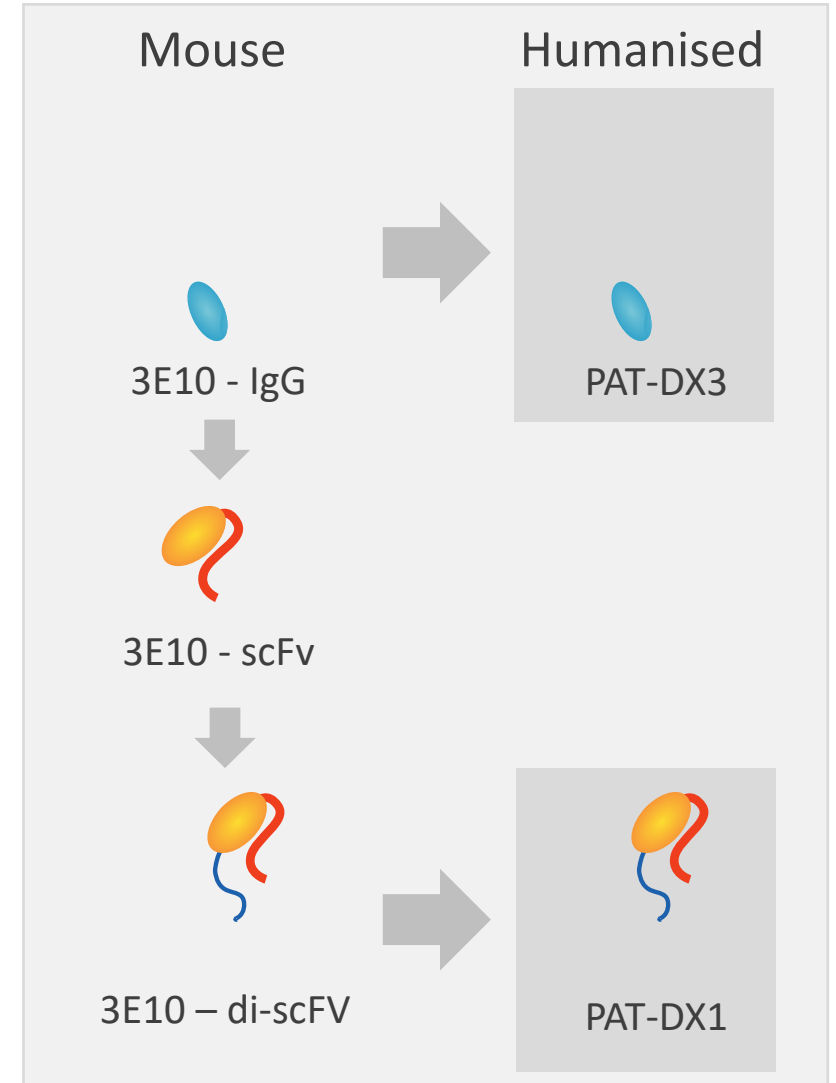 Mouse
Humanised
3E10 - IgG
PAT-DX3
3E10 - scFv
3E10 – di-scFV
PAT-DX1